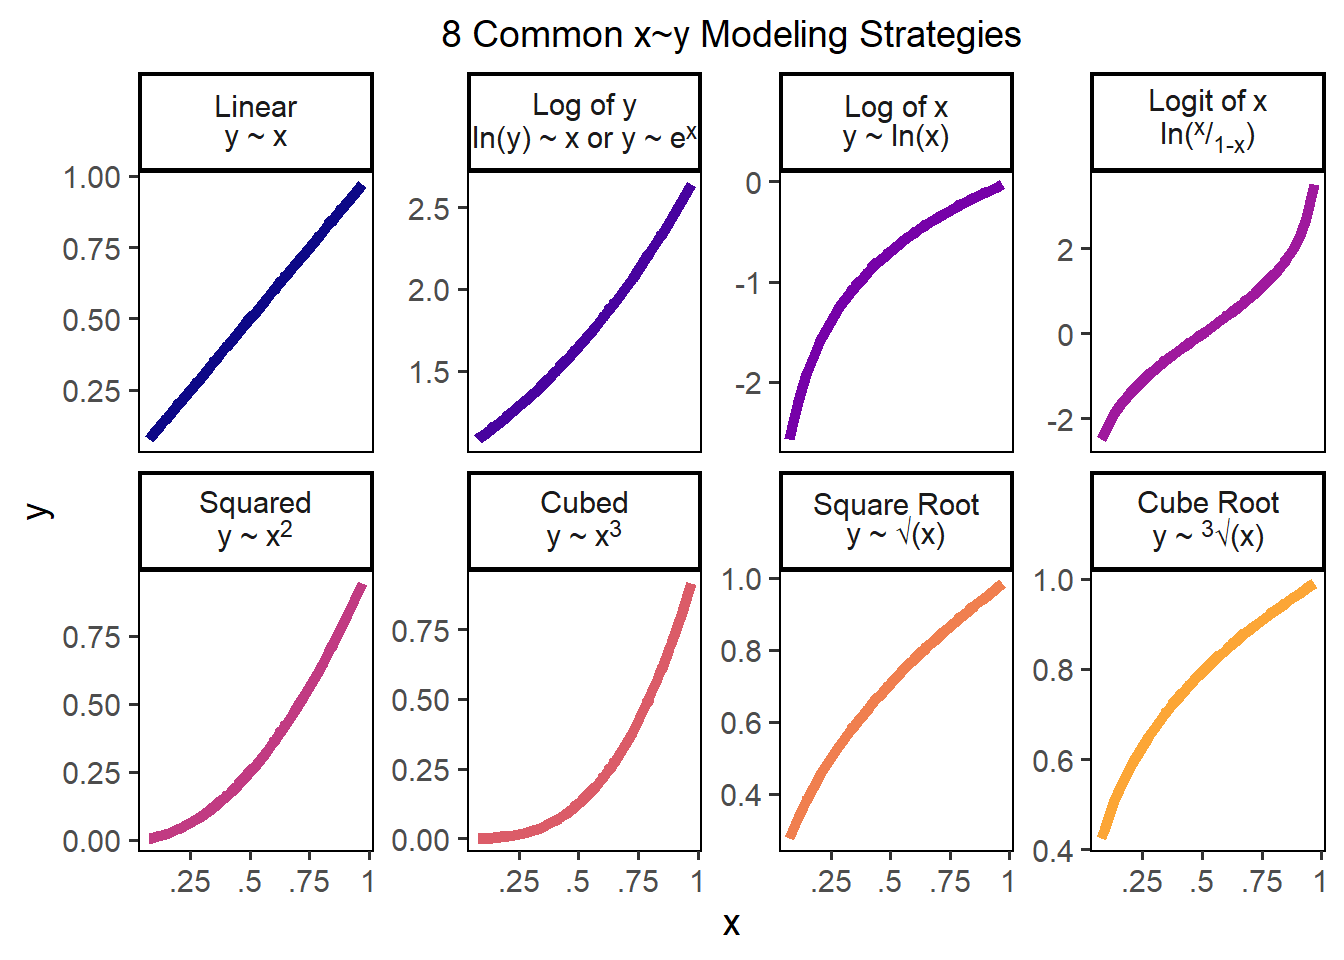 8 Common x~y Modeling Strategies
Linear
y ~ x
Log of y
ln(y) ~ x or y ~ eˣ
Log of x
y ~ ln(x)
Logit of x
ln(ˣ/₁₋ₓ)
1.00
0.75
0.50
0.25
2.5
2.0
1.5
0
-1
-2
2
0
-2
y
Squared
y ~ x²
Cubed
y ~ x³
Square Root
y ~ √(x)
Cube Root
y ~ ³√(x)
0.75
0.50
0.25
0.00
0.75
0.50
0.25
0.00
1.0
0.8
0.6
0.4
1.0
0.8
0.6
0.4
.25 .5 .75 1
.25 .5 .75 1
.25 .5 .75 1
.25 .5 .75 1
x